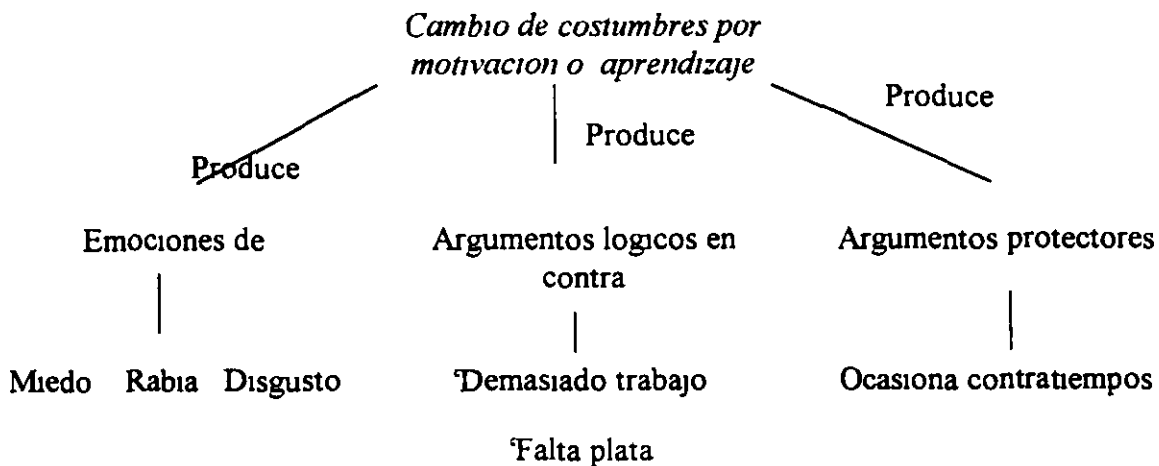 Cambio de costumbres por
motivacion o aprendizaje
Produce
Produce
Produce
Emociones de
Argumentos logicos en
contra
Argumentos protectores
Miedo Rabia Disgusto
Demasiado trabajo
Ocasiona contratiempos
Falta plata